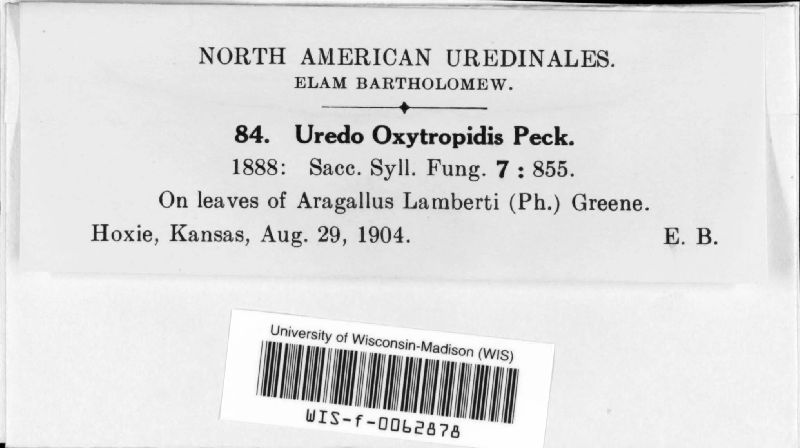 NORTH AMERICAN UREDINALES.
ELAM BARTHOLOMEW.
84. Uredo Oxytropidis Peck.
1888: Sacc. Syll. Fung. 7 : 855.
On leaves of Aragallus Lamberti (Ph.) Greene.
Hoxie, Kansas, Aug. 29, 1904. E. B.
University of Wisconsin-Madison (WIS)
WIS-f-0062878